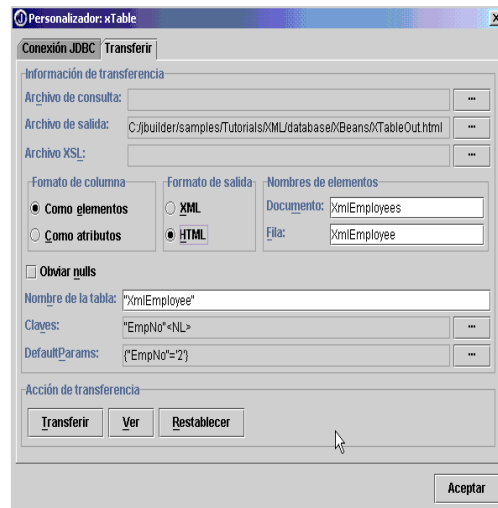 Personalizador: xTable
Conexión JDBC Transferir
Información de transferencia
Archivo de consulta: ...
Archivo de salida: C:/jbuilder/samples/Tutorials/XML/database/XBeans/XTableOut.html ...
Archivo XSL: ...
Fomato de columna
Como elementos
Como atributos
Formato de salida
XML
HTML
Nombres de elementos
Documento: XmlEmployees
Fila: XmlEmployee
Obviar nulls
Nombre de la tabla: "XmlEmployee"
Claves: "EmpNo"<NL> ...
DefaultParams: {"EmpNo"='2'} ...
Acción de transferencia
Transferir Ver Restablecer
Aceptar